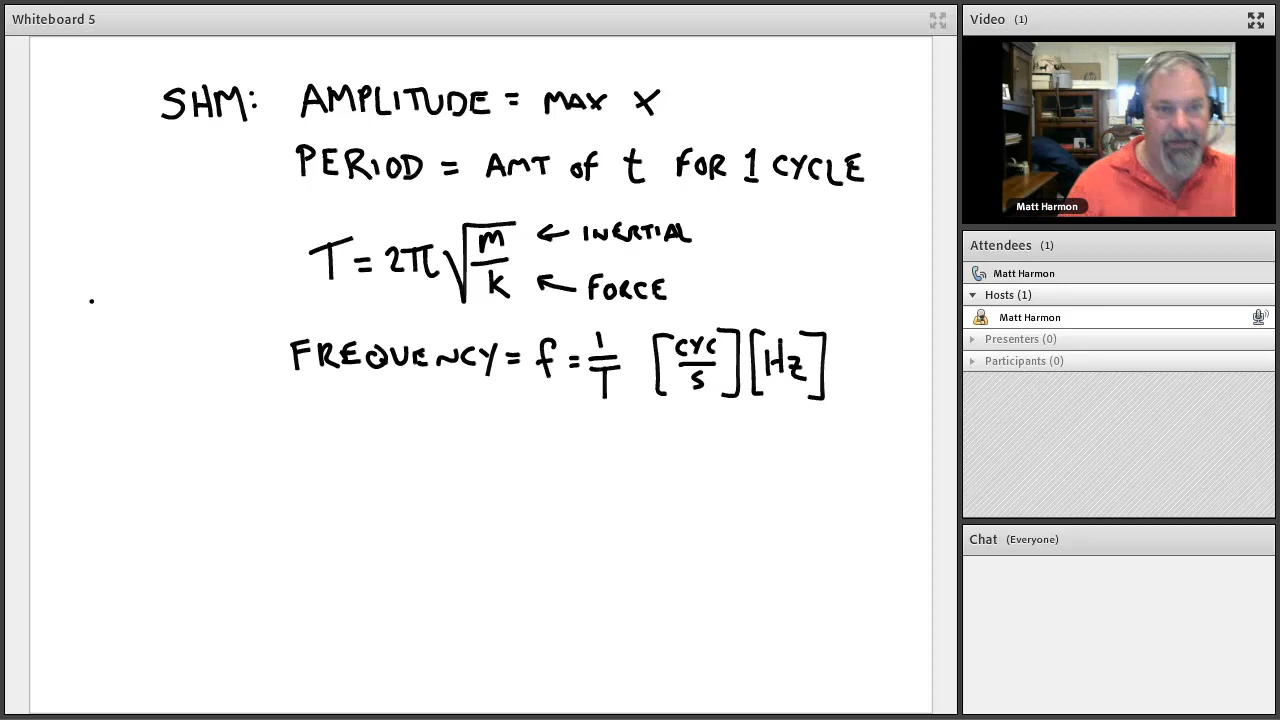 Whiteboard 5
SHM: AMPLITUDE = MAX X
PERIOD = AMT of t FOR 1 CYCLE
T = 2π√(m/k) ← INERTIAL
← FORCE
FREQUENCY = f = 1/T [CYC/S] [Hz]
Video (1)
Matt Harmon
Attendees (1)
Matt Harmon
Hosts (1)
Matt Harmon
Presenters (0)
Participants (0)
Chat (Everyone)